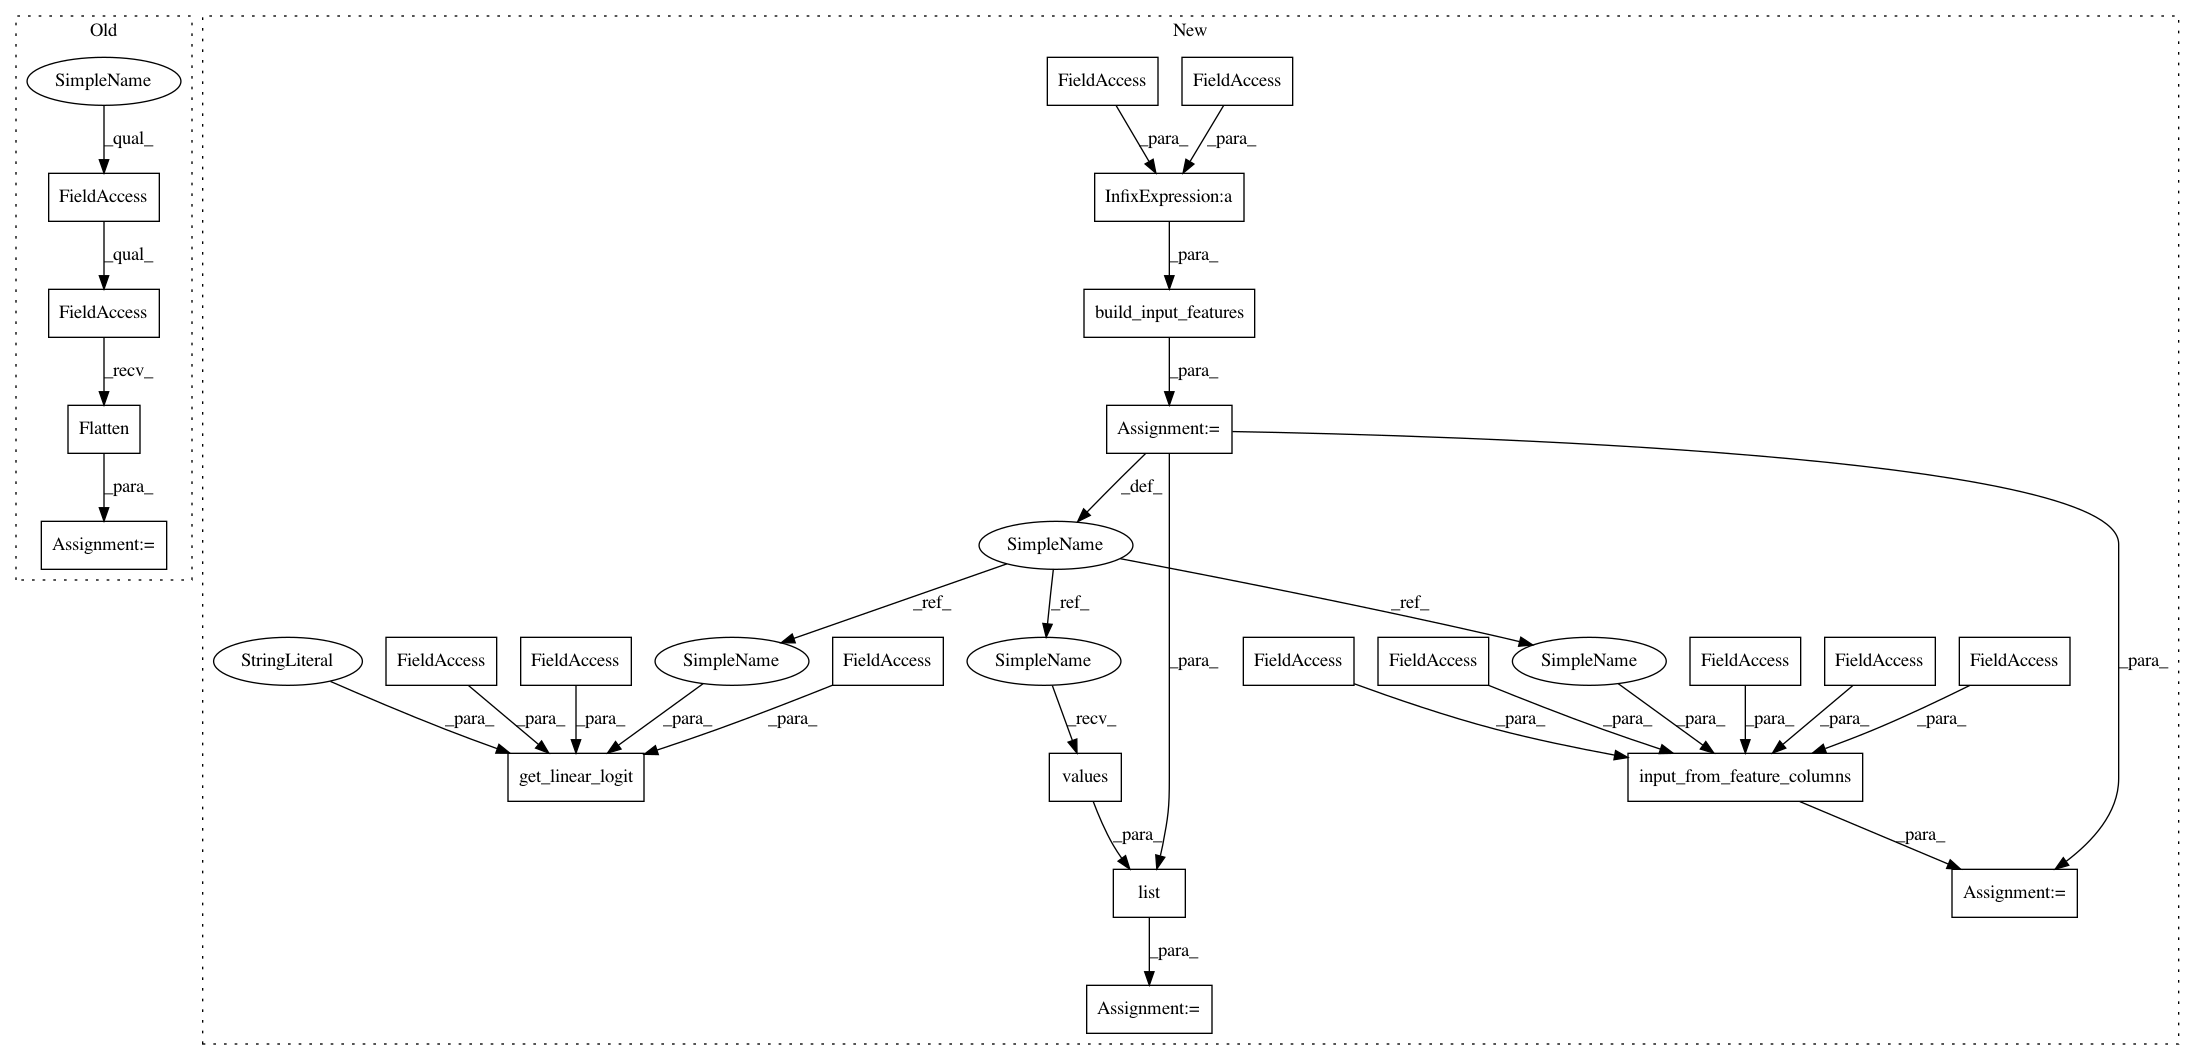 Old
New
SimpleName
FieldAccess
FieldAccess
_qual_
_para_
_para_
FieldAccess
InfixExpression:a
_qual_
_para_
FieldAccess
build_input_features
_recv_
_para_
Flatten
Assignment:=
_para_
_def_
Assignment:=
SimpleName
_ref_
_ref_
_ref_
StringLiteral
FieldAccess
FieldAccess
SimpleName
FieldAccess
SimpleName
_para_
FieldAccess
FieldAccess
SimpleName
FieldAccess
FieldAccess
FieldAccess
_para_
_para_
_para_
_para_
_para_
_para_
_recv_
_para_
_para_
_para_
_para_
_para_
_para_
get_linear_logit
values
input_from_feature_columns
_para_
_para_
list
Assignment:=
_para_
Assignment:=